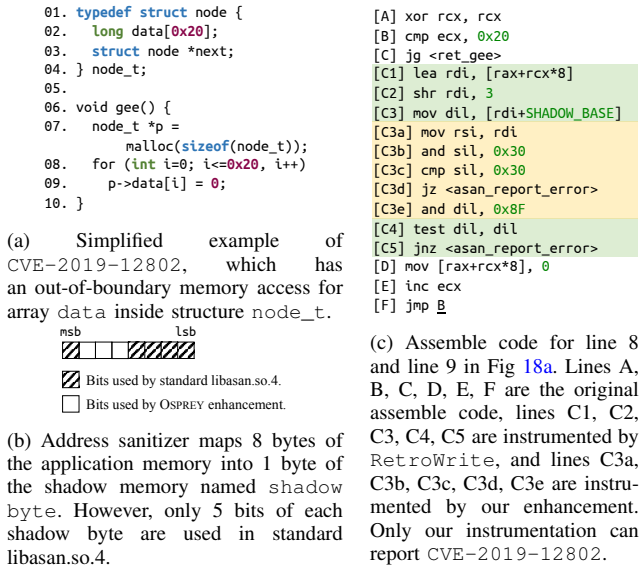 01. typedef struct node {
02.   long data[0x20];
03.   struct node *next;
04. } node_t;
05.
06. void gee() {
07.   node_t *p =
malloc(sizeof(node_t));
08.   for (int i=0; i<=0x20, i++)
09.     p->data[i] = 0;
10. }
(a) Simplified example of
CVE-2019-12802, which has
an out-of-boundary memory access for
array data inside structure node_t.
msb lsb
Bits used by standard libasan.so.4.
Bits used by OSPREY enhancement.
(b) Address sanitizer maps 8 bytes of
the application memory into 1 byte of
the shadow memory named shadow
byte. However, only 5 bits of each
shadow byte are used in standard
libasan.so.4.
[A] xor rcx, rcx
[B] cmp ecx, 0x20
[C] jg <ret_gee>
[C1] lea rdi, [rax+rcx*8]
[C2] shr rdi, 3
[C3] mov dil, [rdi+SHADOW_BASE]
[C3a] mov rsi, rdi
[C3b] and sil, 0x30
[C3c] cmp sil, 0x30
[C3d] jz <asan_report_error>
[C3e] and dil, 0x8F
[C4] test dil, dil
[C5] jnz <asan_report_error>
[D] mov [rax+rcx*8], 0
[E] inc ecx
[F] jmp B
(c) Assemble code for line 8
and line 9 in Fig 18a. Lines A,
B, C, D, E, F are the original
assemble code, lines C1, C2,
C3, C4, C5 are instrumented by
RetroWrite, and lines C3a,
C3b, C3c, C3d, C3e are instru-
mented by our enhancement.
Only our instrumentation can
report CVE-2019-12802.